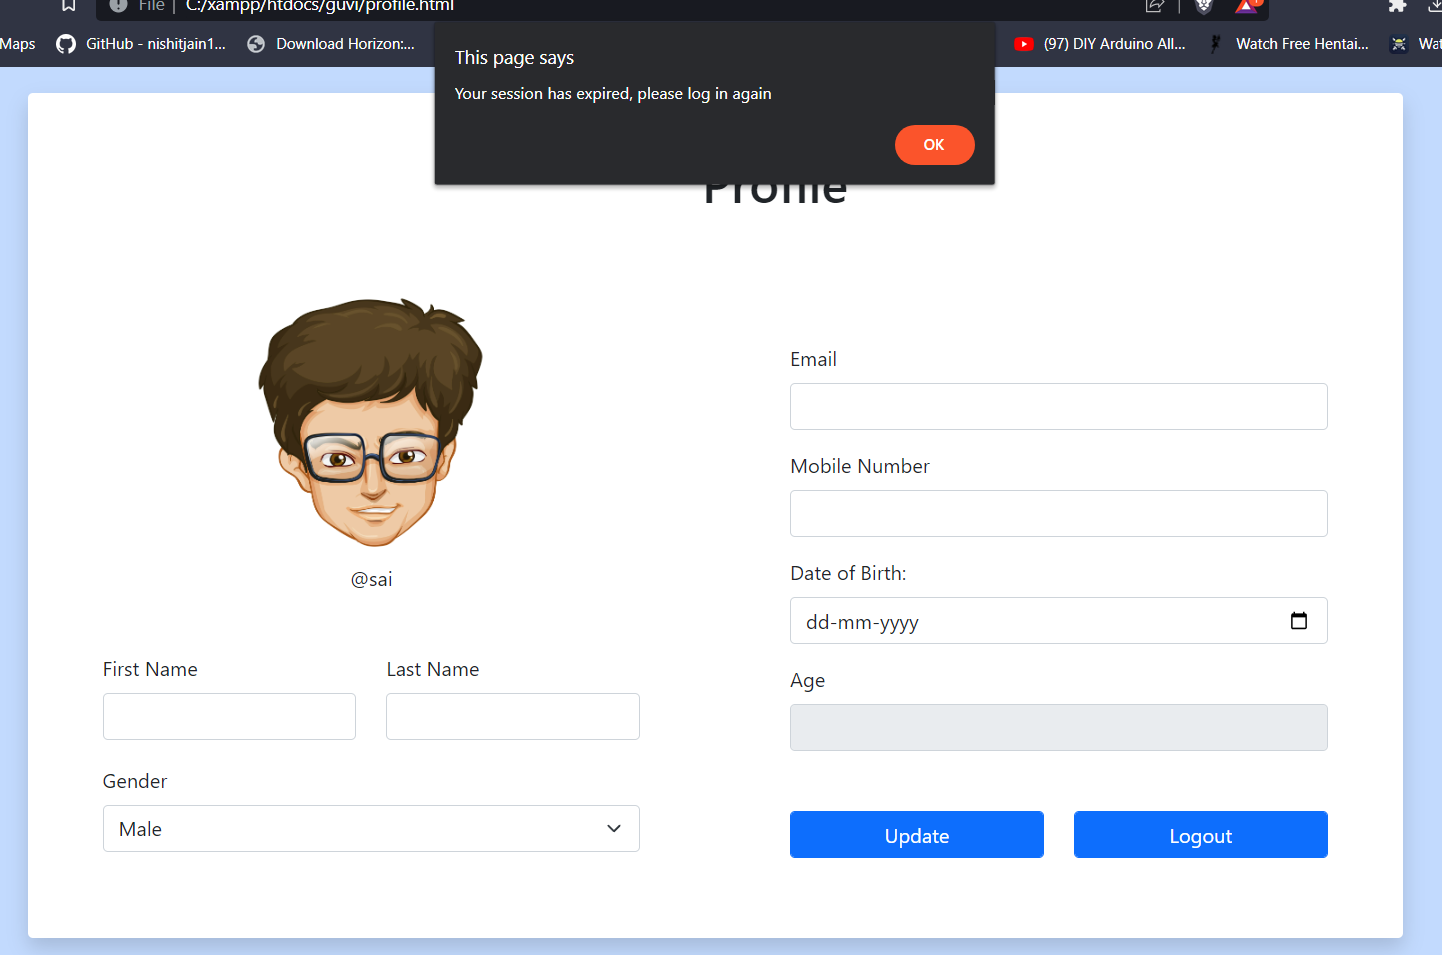 File | C:/xampp/htdocs/guvi/profile.html
Maps
GitHub - nishitjain1...
Download Horizon:...
(97) DIY Arduino All...
Watch Free Hentai...
Wat
This page says
Your session has expired, please log in again
OK
Profile
@sai
First Name
Last Name
Gender
Male
Email
Mobile Number
Date of Birth:
dd-mm-yyyy
Age
Update
Logout